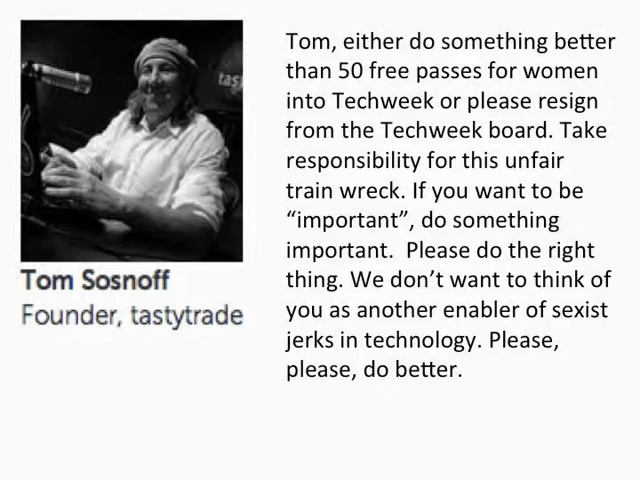 Tom, either do something better
than 50 free passes for women
into Techweek or please resign
from the Techweek board. Take
responsibility for this unfair
train wreck. If you want to be
“important”, do something
important.  Please do the right
thing. We don’t want to think of
you as another enabler of sexist
jerks in technology. Please,
please, do better.
tas
Tom Sosnoff
Founder, tastytrade